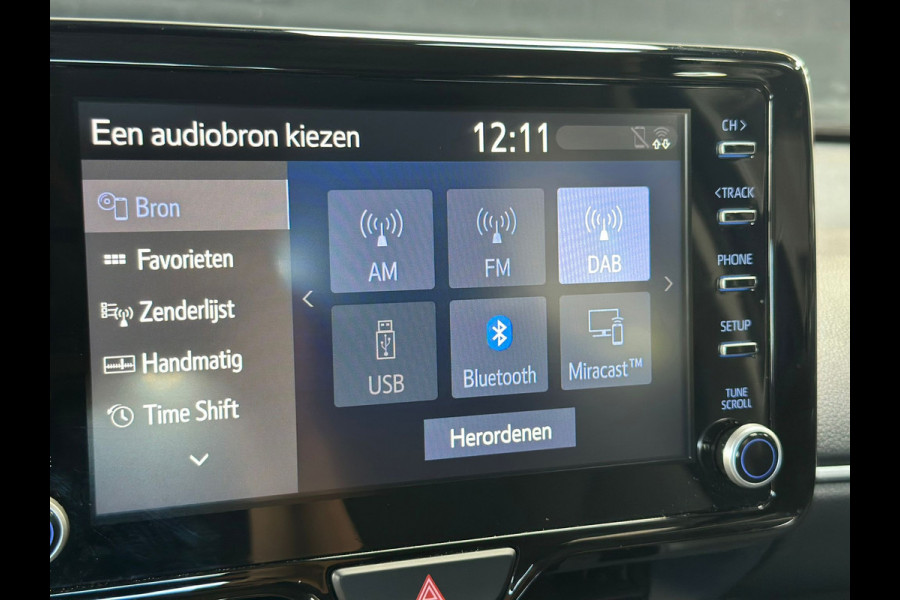 Een audiobron kiezen
12:11
Bron
Favorieten
Zenderlijst
Handmatig
Time Shift
AM
FM
DAB
USB
Bluetooth
Miracast™
Herordenen
CH>
<TRACK
PHONE
SETUP
TUNE
SCROLL